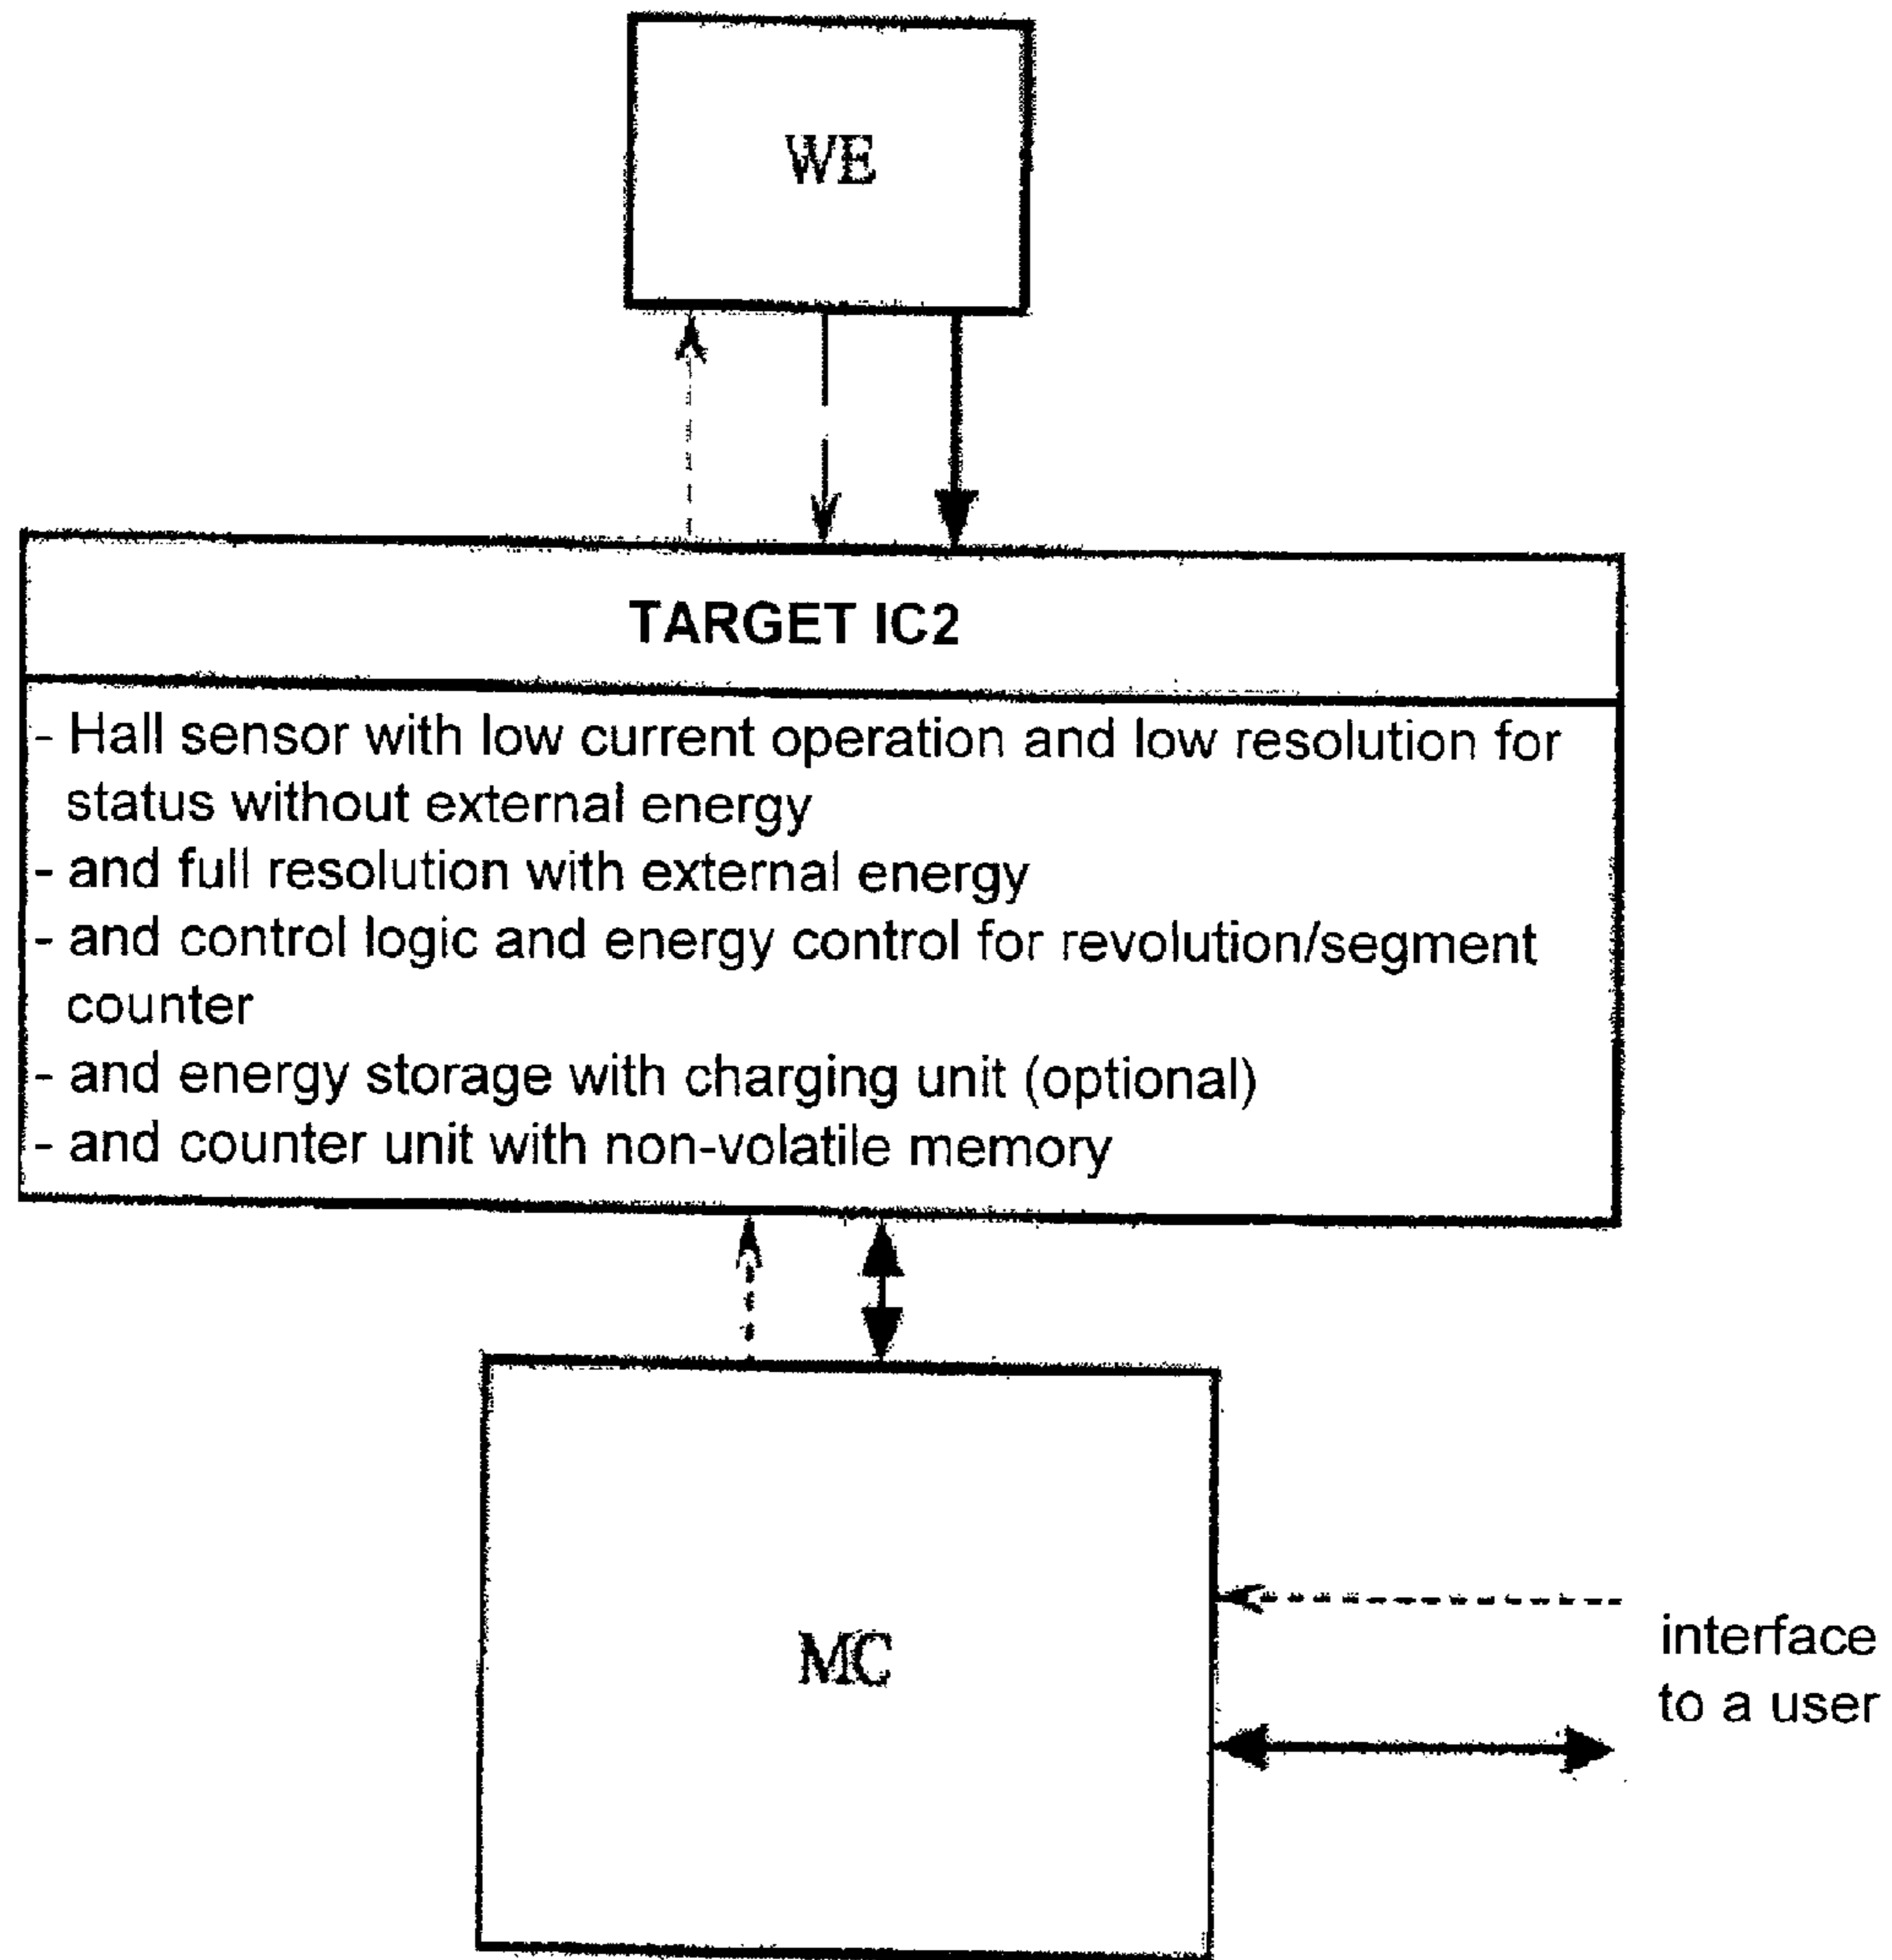 WE
TARGET IC2
- Hall sensor with low current operation and low resolution for
status without external energy
- and full resolution with external energy
- and control logic and energy control for revolution/segment
counter
- and energy storage with charging unit (optional)
- and counter unit with non-volatile memory
MC
interface
to a user